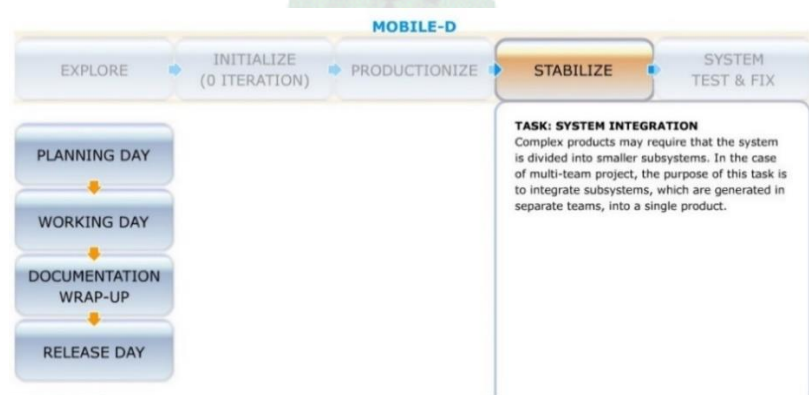 MOBILE-D
EXPLORE
INITIALIZE
(0 ITERATION)
PRODUCTIONIZE
STABILIZE
SYSTEM
TEST & FIX
PLANNING DAY
WORKING DAY
DOCUMENTATION
WRAP-UP
RELEASE DAY
TASK: SYSTEM INTEGRATION
Complex products may require that the system
is divided into smaller subsystems. In the case
of multi-team project, the purpose of this task is
to integrate subsystems, which are generated in
separate teams, into a single product.